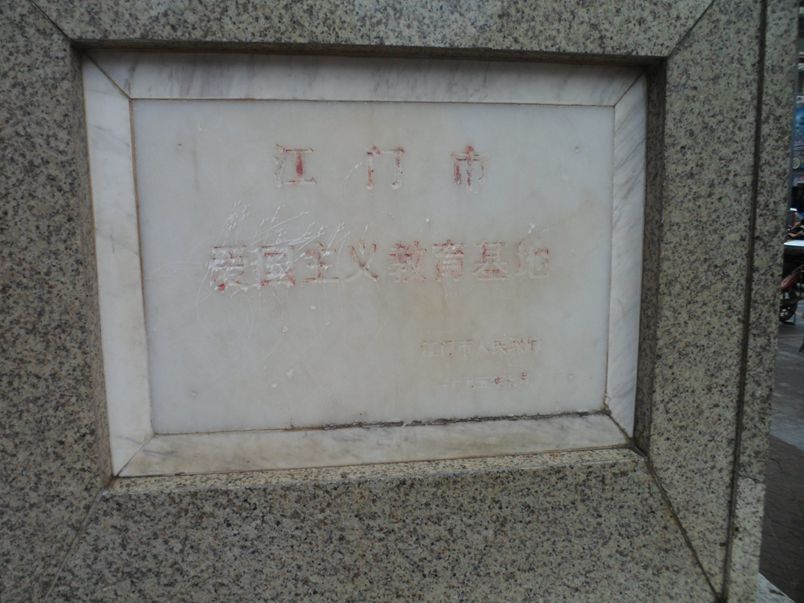 江门市
爱国主义教育基地
江门市人民政府